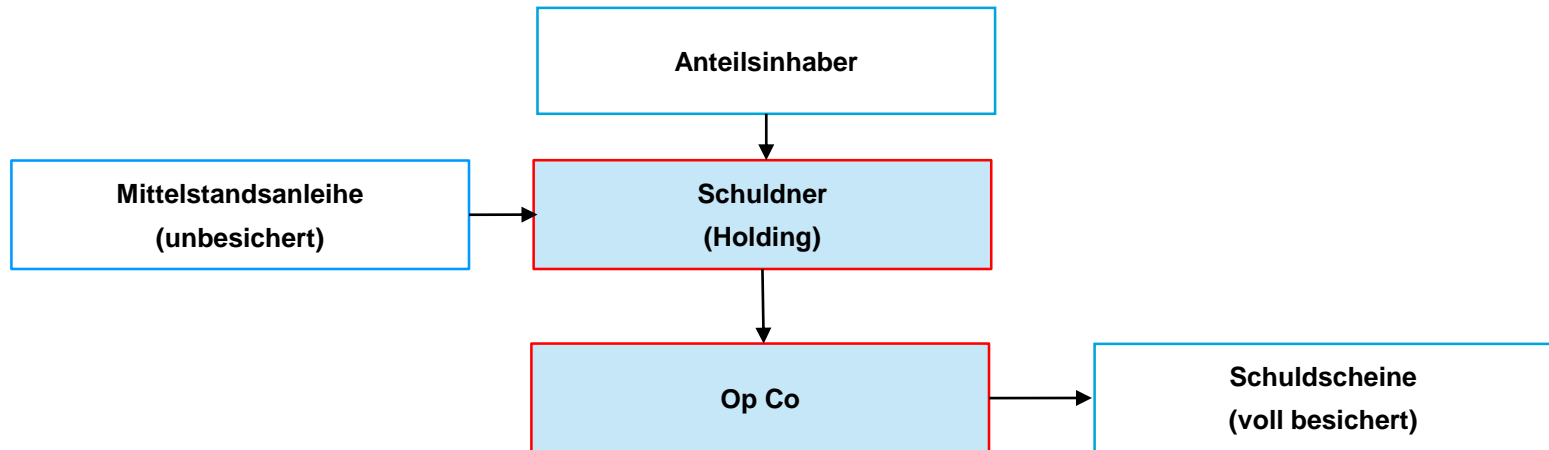 Anteilsinhaber
Mittelstandsanleihe
(unbesichert)
Schuldner
(Holding)
Op Co
Schuldscheine
(voll besichert)